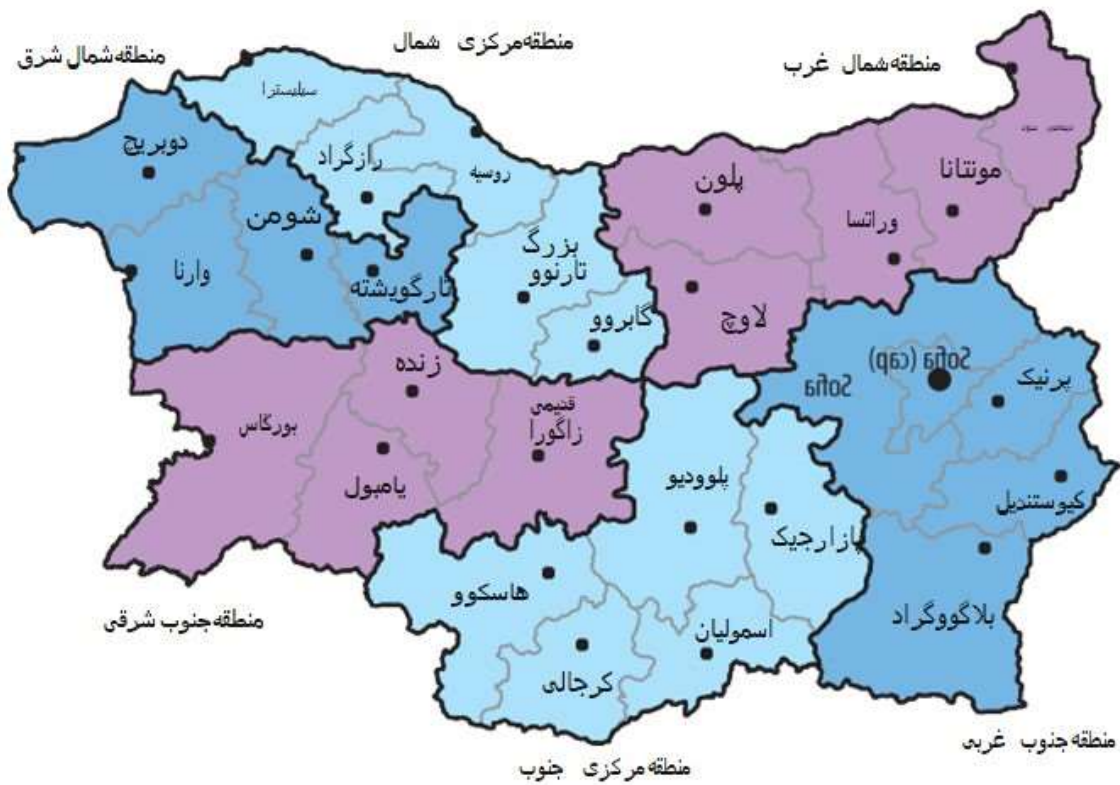 منطقه مرکزی شمال
منطقه شمال شرق
منطقه شمال غرب
سیلیسترا
دوبریچ
رازگراد
روسیه
پلون
مونتانا
شومن
وراتسا
وارنا
تارگویشته
بزرگ
تارنوو
گابروو
لاوچ
زنده
Sofia (cap)
Sofia
پرنیک
قدیمی
زاگورا
بورگاس
یامبول
پلوودیو
کیوستندیل
پازارجیک
هاسکوو
بلاگووگراد
اسمولیان
کرجالی
منطقه جنوب شرقی
منطقه جنوب غربی
منطقه مرکزی جنوب